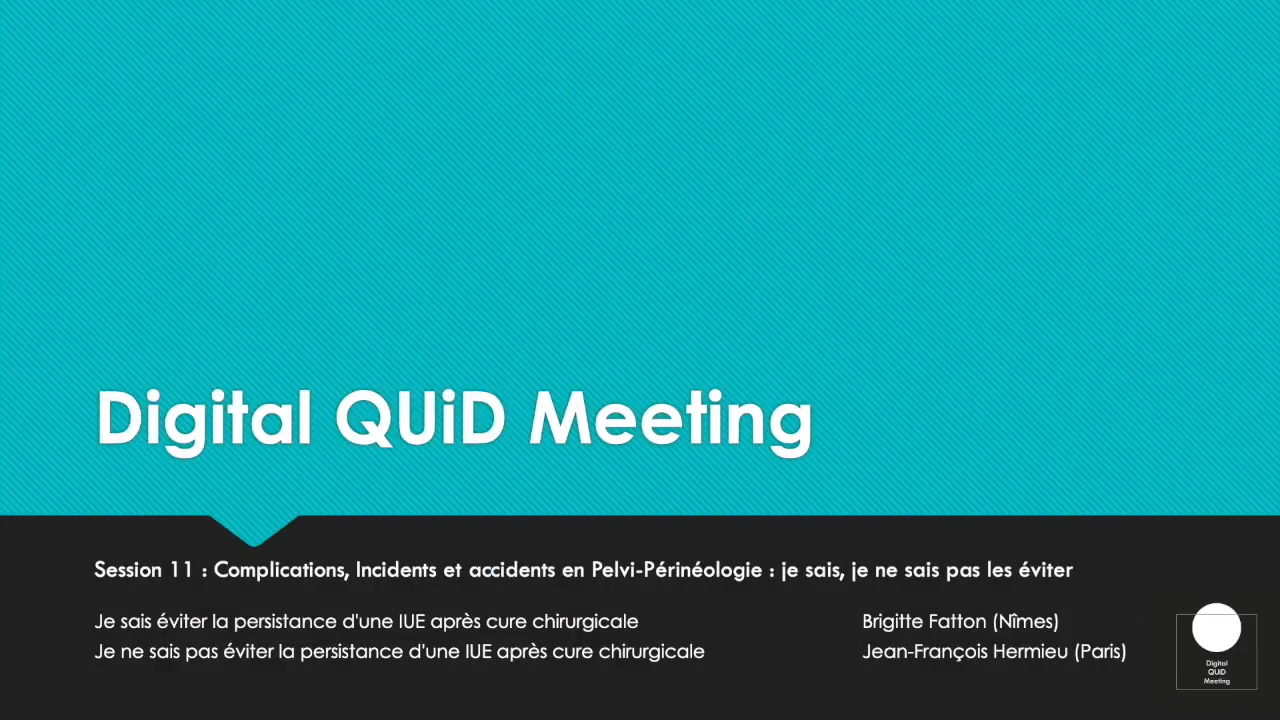 Digital QUiD Meeting
Session 11 : Complications, Incidents et accidents en Pelvi-Périnéologie : je sais, je ne sais pas les éviter
Je sais éviter la persistance d'une IUE après cure chirurgicale Brigitte Fatton (Nîmes)
Je ne sais pas éviter la persistance d'une IUE après cure chirurgicale Jean-François Hermieu (Paris)
Digital
QUiD
Meeting